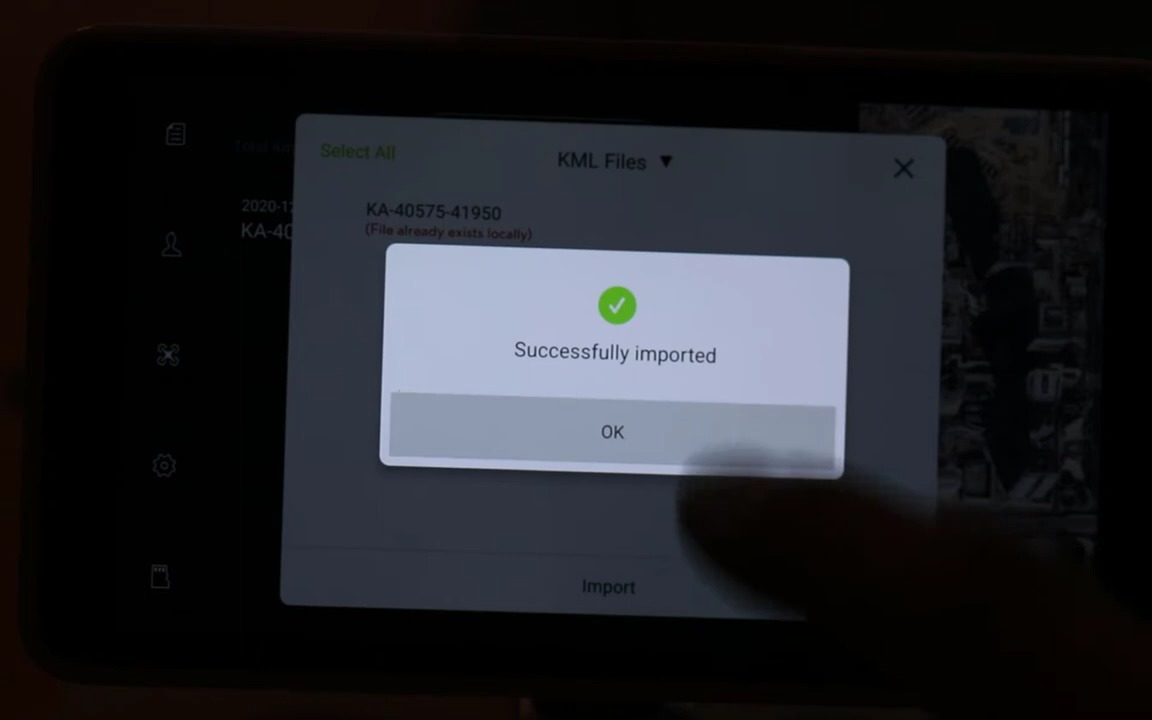 Select All
KML Files ▼
2020-12
KA-40
KA-40575-41950
(File already exists locally)
Successfully imported
OK
Import